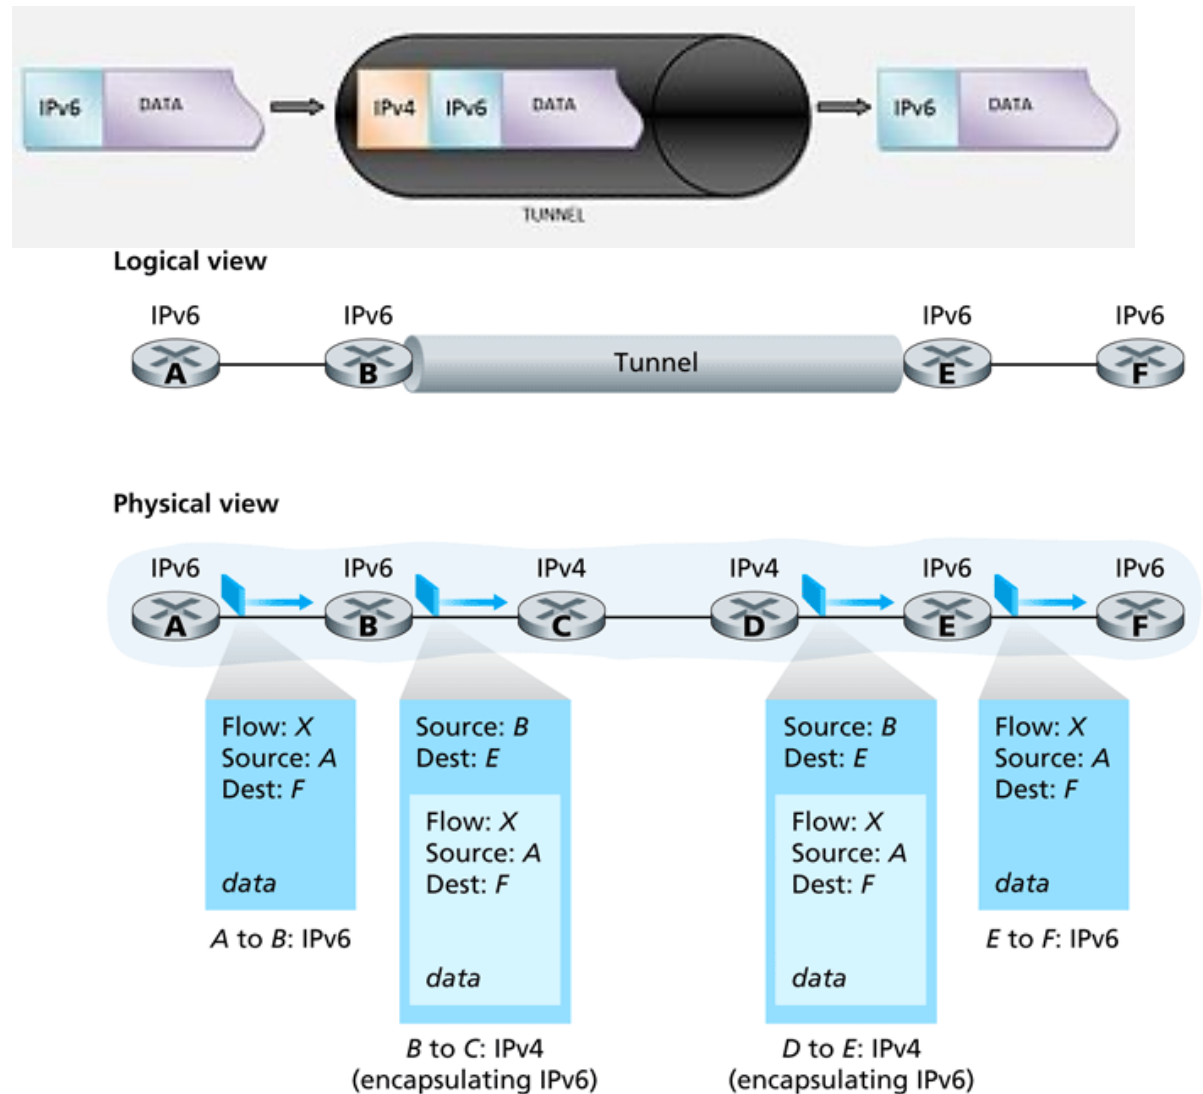 IPv6 DATA IPv4 IPv6 DATA IPv6 DATA
TUNNEL
Logical view
IPv6 IPv6 IPv6 IPv6
A B Tunnel E F
Physical view
IPv6 IPv6 IPv4 IPv4 IPv6 IPv6
A B C D E F
Flow: X
Source: A
Dest: F
data
A to B: IPv6
Source: B
Dest: E
Flow: X
Source: A
Dest: F
data
B to C: IPv4
(encapsulating IPv6)
Source: B
Dest: E
Flow: X
Source: A
Dest: F
data
D to E: IPv4
(encapsulating IPv6)
Flow: X
Source: A
Dest: F
data
E to F: IPv6